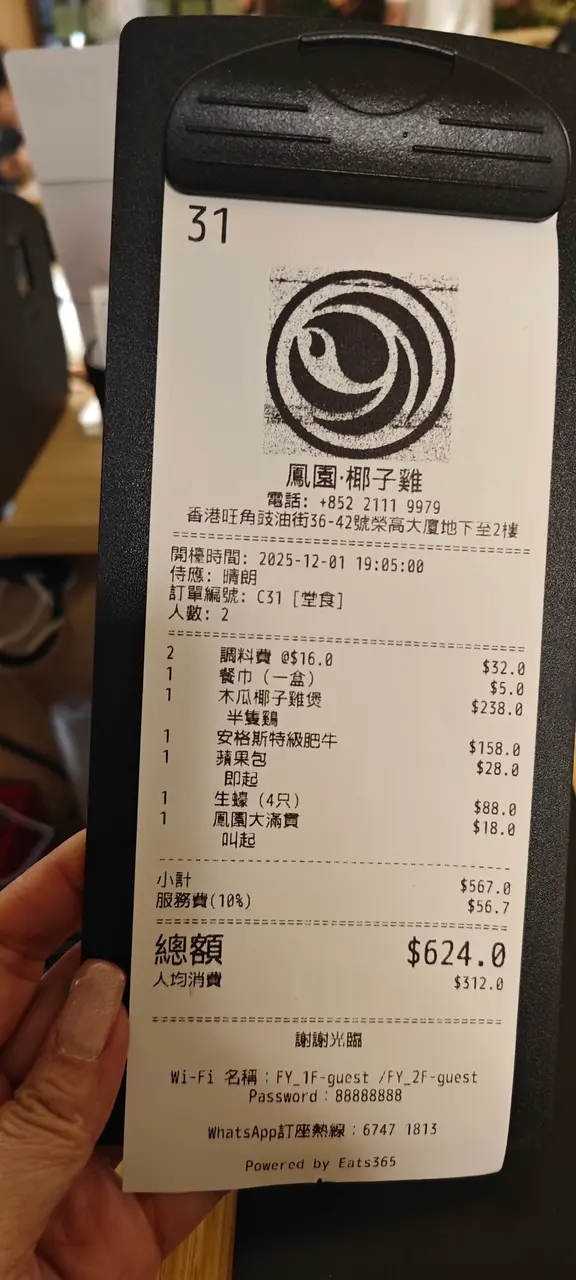 31
鳳園·椰子雞
電話: +852 2111 9979
香港旺角豉油街36-42號榮高大廈地下至2樓
開檯時間: 2025-12-01 19:05:00
侍應: 晴朗
訂單編號: C31 [堂食]
人數: 2
2 調料費 @$16.0 $32.0
1 餐巾（一盒） $5.0
1 木瓜椰子雞煲 $238.0
半隻鷄
1 安格斯特級肥牛 $158.0
1 蘋果包 $28.0
即起
1 生蠔（4只） $88.0
1 鳳園大滿貫 $18.0
叫起
小計 $567.0
服務費(10%) $56.7
總額 $624.0
人均消費 $312.0
謝謝光臨
Wi-Fi 名稱：FY_1F-guest /FY_2F-guest
Password：88888888
WhatsApp訂座熱線：6747 1813
Powered by Eats365